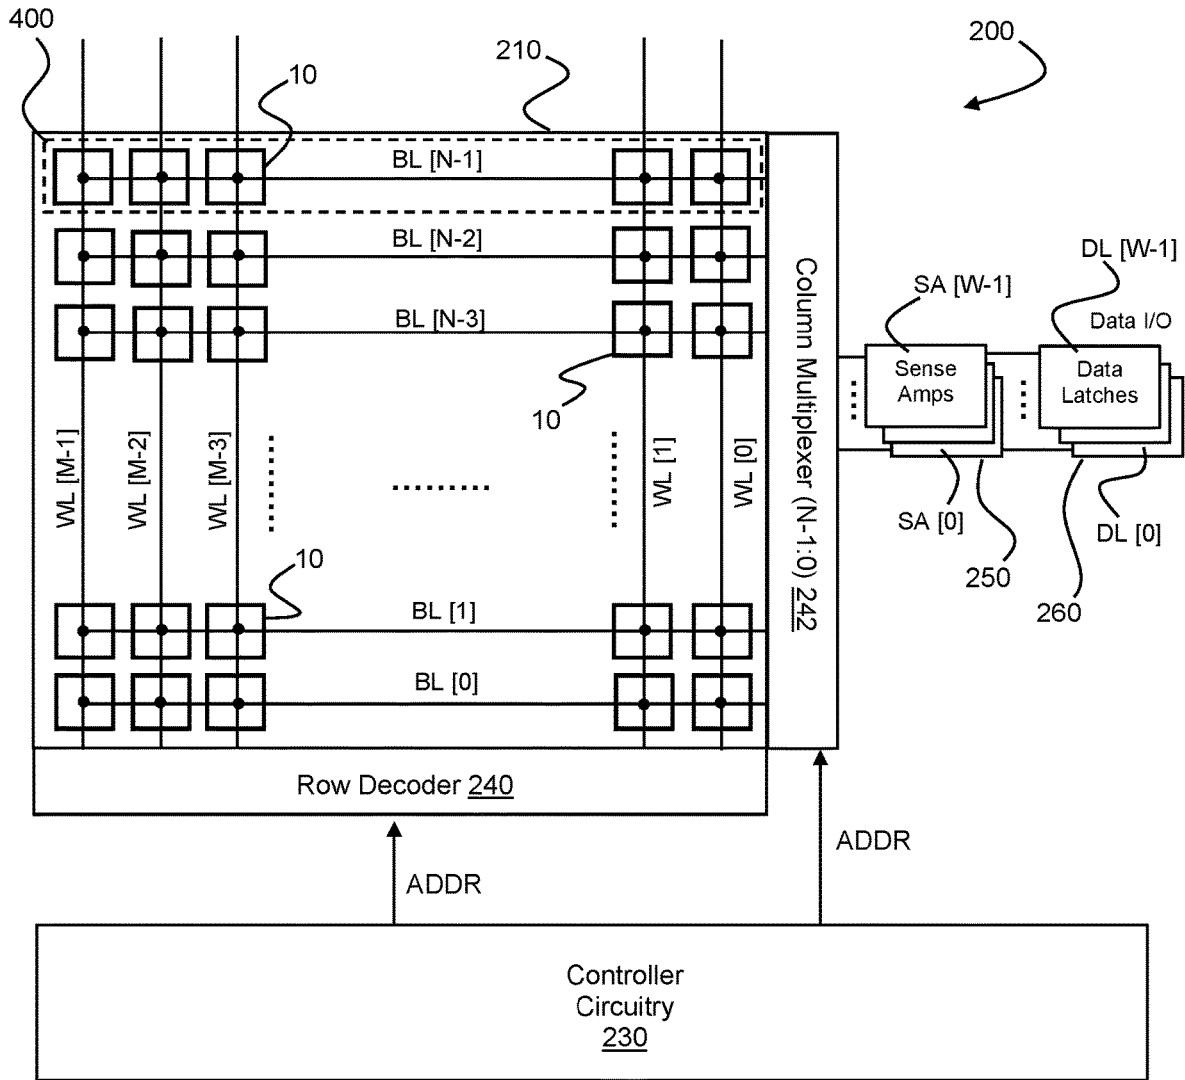 400
210
200
10
BL [N-1]
BL [N-2]
BL [N-3]
10
WL [M-1]
WL [M-2]
WL [M-3]
WL [1]
WL [0]
10
BL [1]
BL [0]
Column Multiplexer (N-1:0) 242
SA [W-1]
DL [W-1]
Data I/O
Sense
Amps
Data
Latches
SA [0]
DL [0]
250
260
Row Decoder 240
ADDR
ADDR
Controller
Circuitry
230